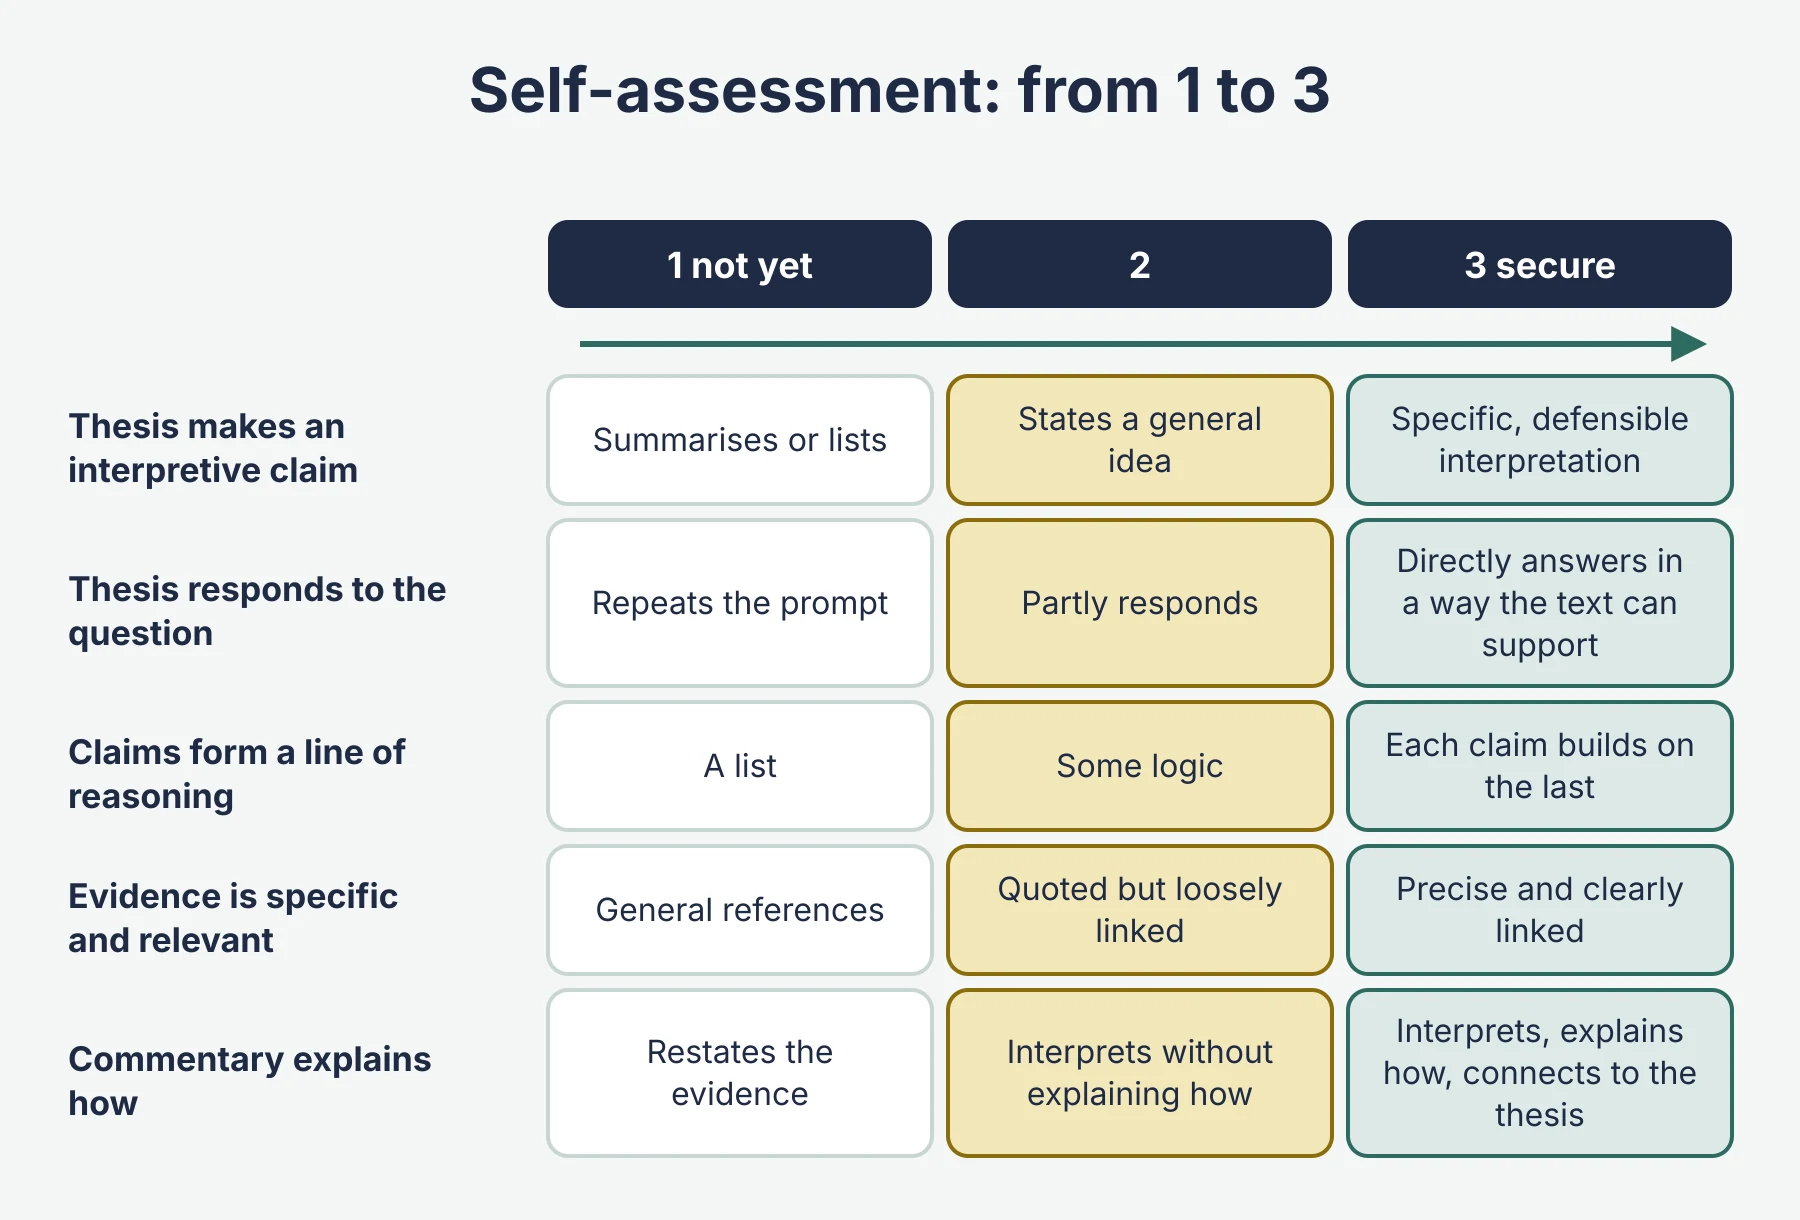 Self-assessment: from 1 to 3
1 not yet
2
3 secure
Thesis makes an
interpretive claim
Summarises or lists
States a general
idea
Specific, defensible
interpretation
Thesis responds to the
question
Repeats the prompt
Partly responds
Directly answers in
a way the text can
support
Claims form a line of
reasoning
A list
Some logic
Each claim builds on
the last
Evidence is specific
and relevant
General references
Quoted but loosely
linked
Precise and clearly
linked
Commentary explains
how
Restates the
evidence
Interprets without
explaining how
Interprets, explains
how, connects to the
thesis